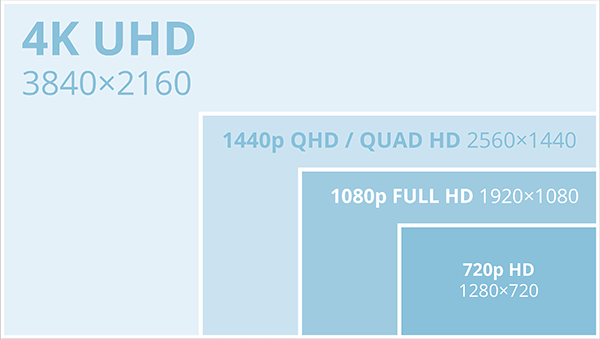 4K UHD
3840×2160
1440p QHD / QUAD HD 2560×1440
1080p FULL HD 1920×1080
720p HD
1280×720